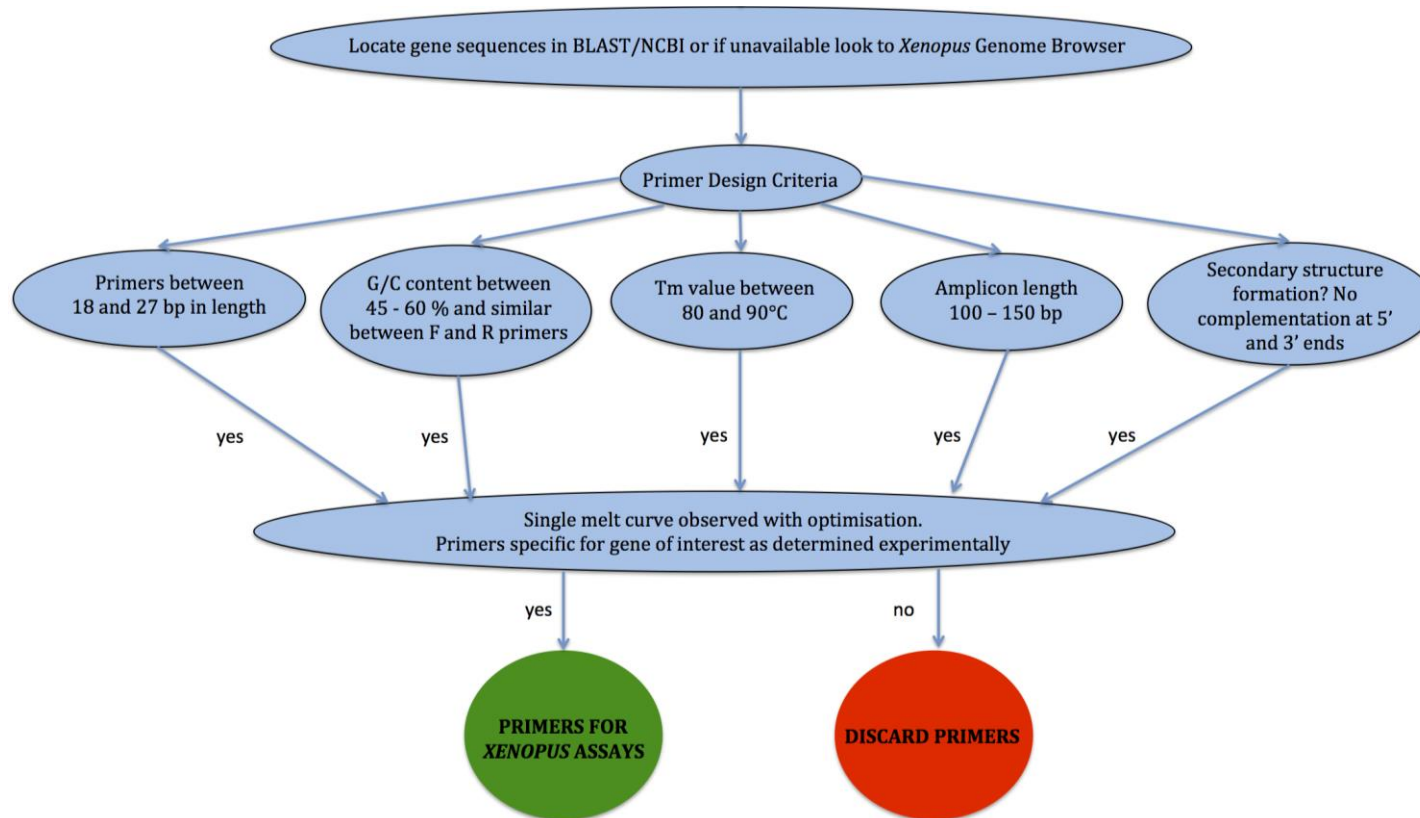 Locate gene sequences in BLAST/NCBI or if unavailable look to Xenopus Genome Browser
Primer Design Criteria
Primers between
18 and 27 bp in length
G/C content between
45 - 60 % and similar
between F and R primers
Tm value between
80 and 90°C
Amplicon length
100 – 150 bp
Secondary structure
formation? No
complementation at 5’
and 3’ ends
yes
yes
yes
yes
yes
Single melt curve observed with optimisation.
Primers specific for gene of interest as determined experimentally
yes
no
PRIMERS FOR
XENOPUS ASSAYS
DISCARD PRIMERS